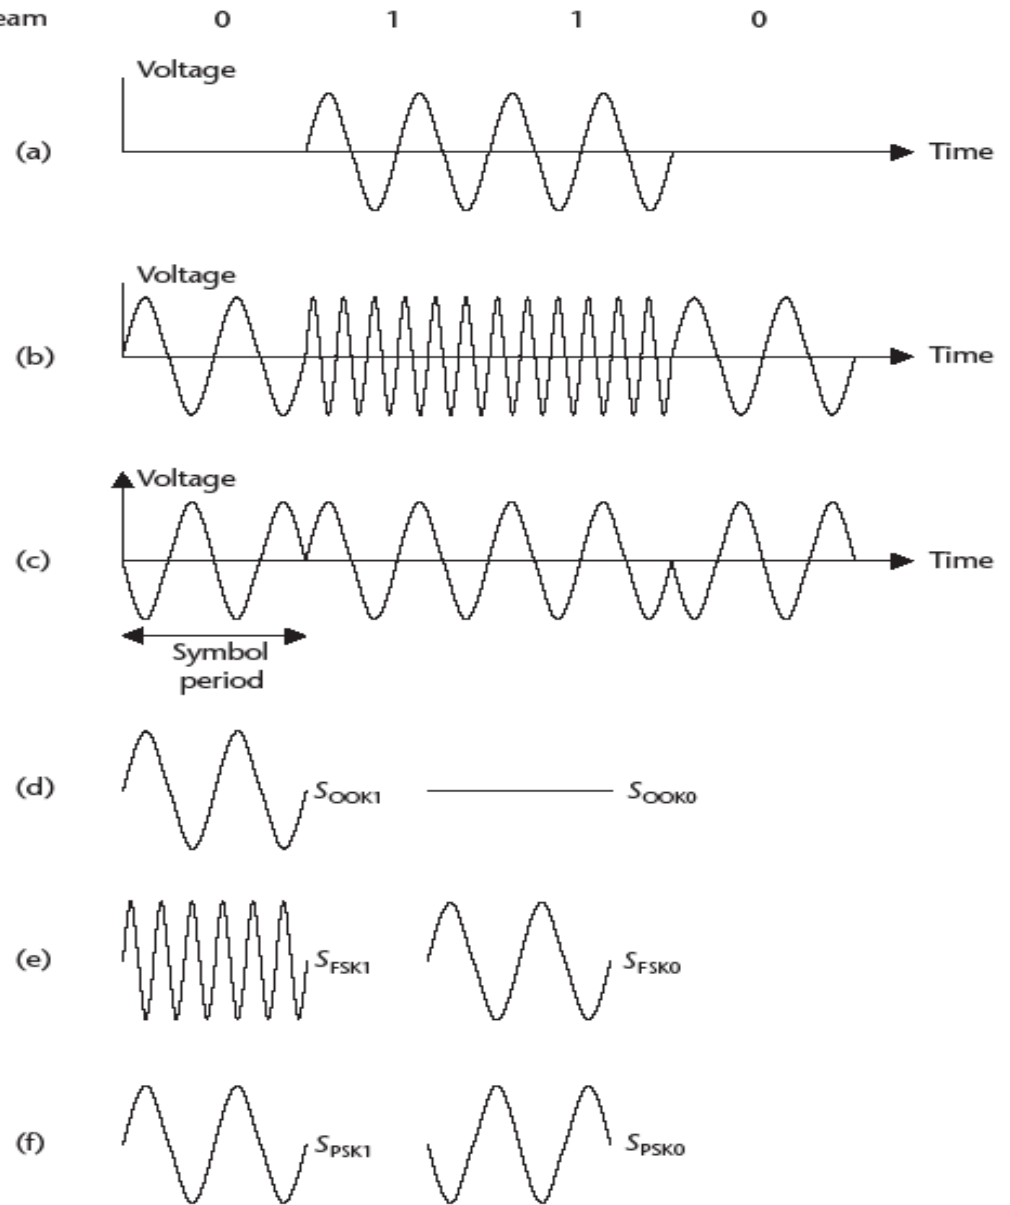 eam 0 1 1 0
Voltage
(a) Time
Voltage
(b) Time
Voltage
(c) Time
Symbol
period
(d) SOOK1 SOOK0
(e) SFSK1 SFSK0
(f) SPSK1 SPSK0